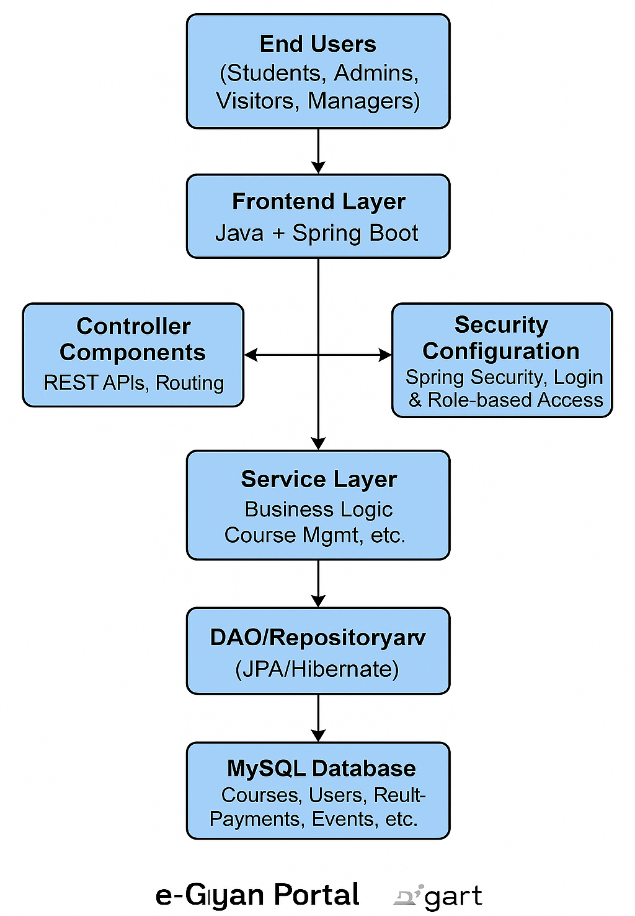 End Users
(Students, Admins,
Visitors, Managers)
Frontend Layer
Java + Spring Boot
Controller
Components
REST APIs, Routing
Security
Configuration
Spring Security, Login
& Role-based Access
Service Layer
Business Logic
Course Mgmt, etc.
DAO/Repositoryarv
(JPA/Hibernate)
MySQL Database
Courses, Users, Reult-
Payments, Events, etc.
e-Gyan Portal
gart